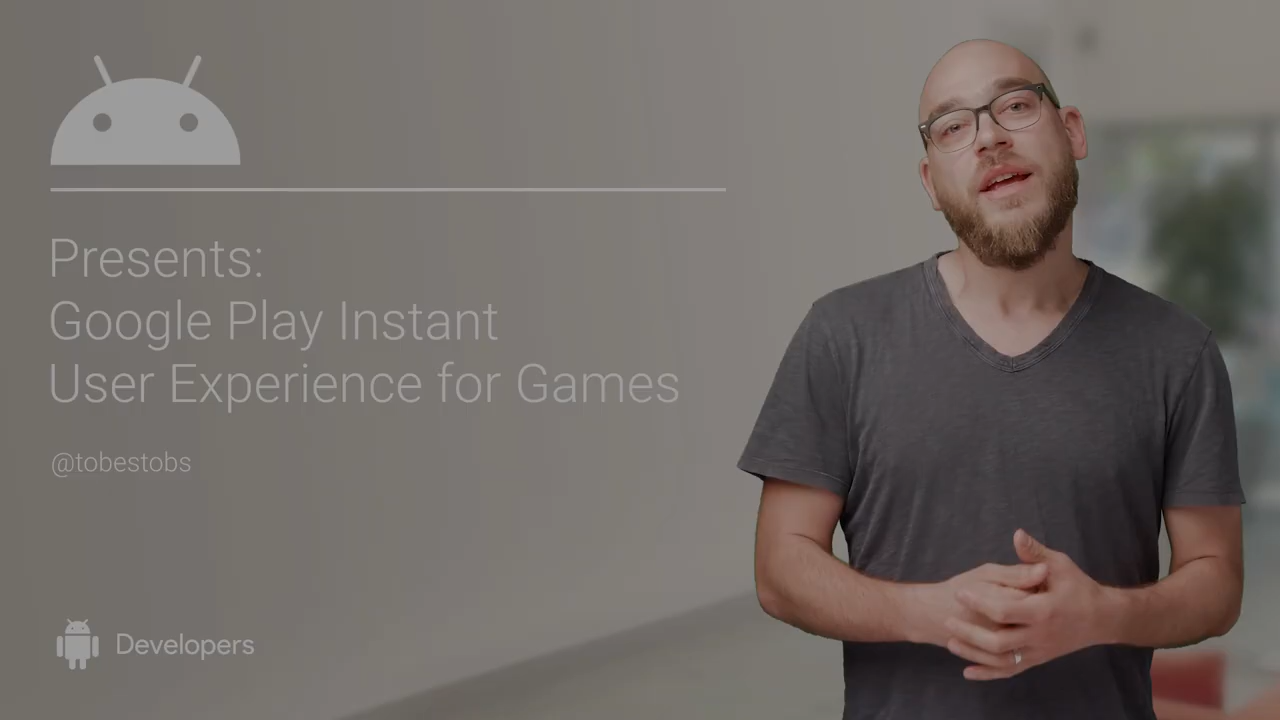 Presents:
Google Play Instant
User Experience for Games
@tobestobs
Developers